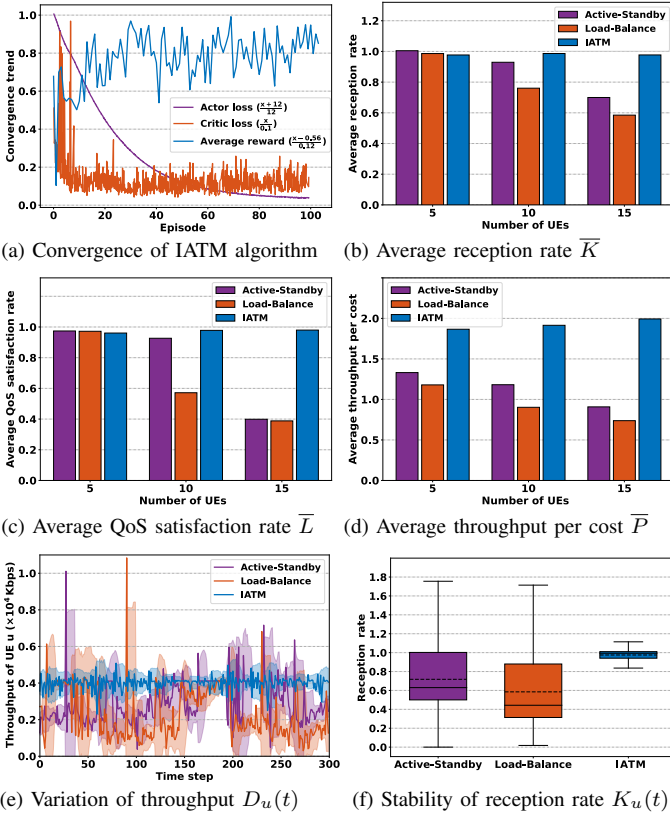 Convergence trend
1.0
0.8
0.6
0.4
0.2
0.0
0 20 40 60 80 100
Episode
Actor loss (x+12/12)
Critic loss (x/0.1)
Average reward (x−0.56/0.12)
(a) Convergence of IATM algorithm
Average reception rate
1.2
1.0
0.8
0.6
0.4
0.2
0.0
5 10 15
Number of UEs
Active-Standby
Load-Balance
IATM
(b) Average reception rate K̅
Average QoS satisfaction rate
1.0
0.8
0.6
0.4
0.2
0.0
5 10 15
Number of UEs
Active-Standby
Load-Balance
IATM
(c) Average QoS satisfaction rate L̅
Average throughput per cost
2.0
1.5
1.0
0.5
0.0
5 10 15
Number of UEs
Active-Standby
Load-Balance
IATM
(d) Average throughput per cost P̅
Throughput of UE u (×10⁴ Kbps)
1.0
0.8
0.6
0.4
0.2
0.0
0 50 100 150 200 250 300
Time step
Active-Standby
Load-Balance
IATM
(e) Variation of throughput Dᵤ(t)
Reception rate
1.8
1.6
1.4
1.2
1.0
0.8
0.6
0.4
0.2
0.0
Active-Standby Load-Balance IATM
(f) Stability of reception rate Kᵤ(t)